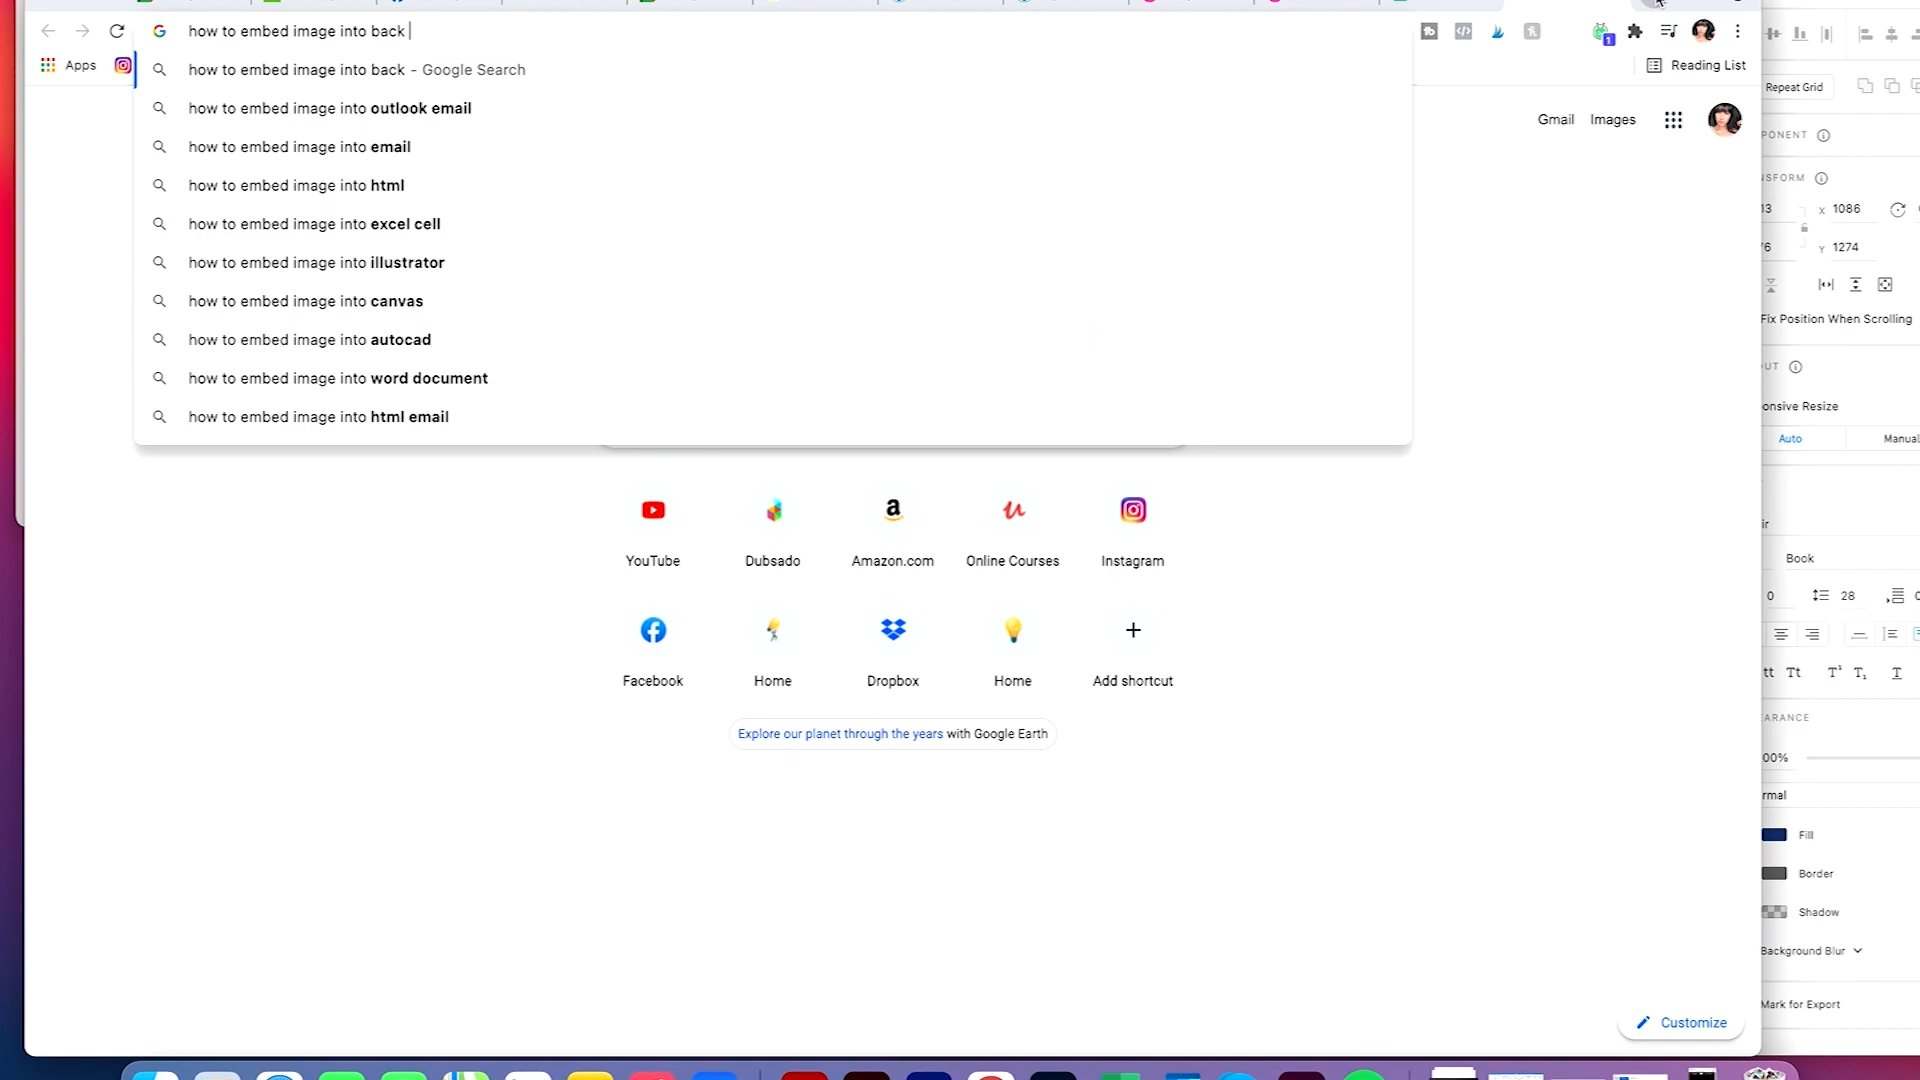 how to embed image into back
Apps
Reading List
how to embed image into back - Google Search
how to embed image into outlook email
how to embed image into email
how to embed image into html
how to embed image into excel cell
how to embed image into illustrator
how to embed image into canvas
how to embed image into autocad
how to embed image into word document
how to embed image into html email
Gmail Images
YouTube Dubsado Amazon.com Online Courses Instagram
Facebook Home Dropbox Home Add shortcut
Explore our planet through the years with Google Earth
Customize
Repeat Grid
X 1086
Y 1274
Fix Position When Scrolling
Auto Manual
Book
0 28
Fill
Border
Shadow
Background Blur
Mark for Export